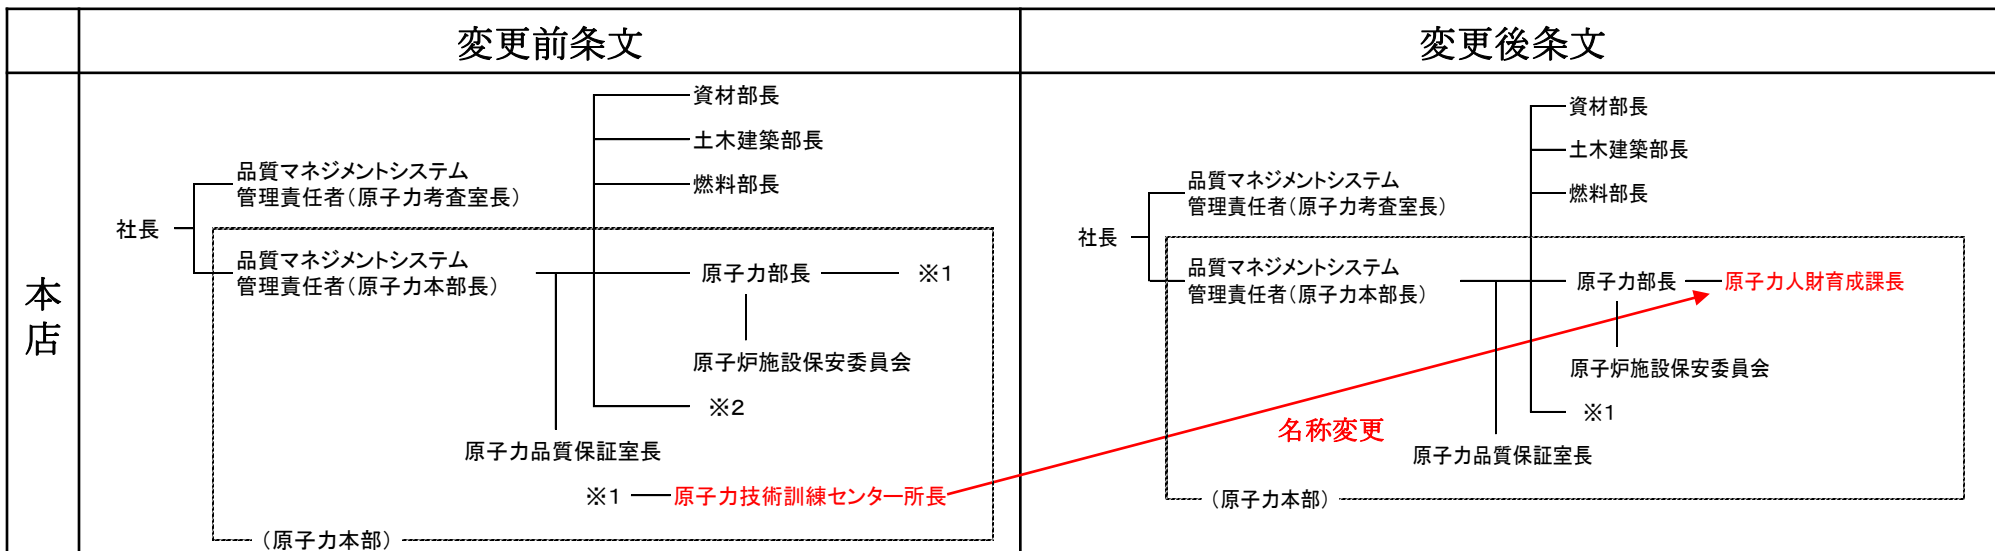 変更前条文
変更後条文
本店
資材部長
土木建築部長
燃料部長
品質マネジメントシステム
管理責任者(原子力考査室長)
社長
品質マネジメントシステム
管理責任者(原子力本部長)
原子力部長
※1
原子炉施設保安委員会
※2
原子力品質保証室長
※1
原子力技術訓練センター所長
(原子力本部)
資材部長
土木建築部長
燃料部長
品質マネジメントシステム
管理責任者(原子力考査室長)
社長
品質マネジメントシステム
管理責任者(原子力本部長)
原子力部長
原子力人財育成課長
原子炉施設保安委員会
※1
名称変更
原子力品質保証室長
(原子力本部)